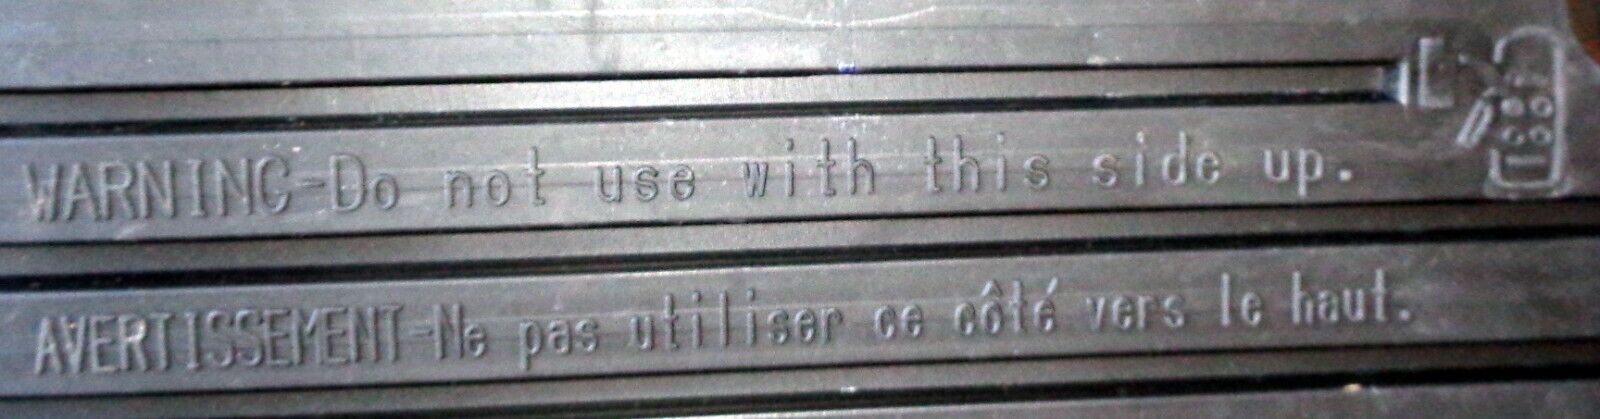 WARNING-Do not use with this side up.
AVERTISSEMENT-Ne pas utiliser ce côté vers le haut.